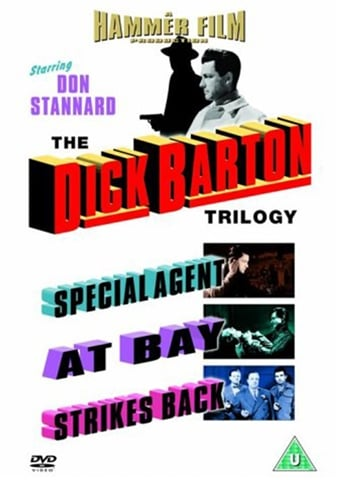 A
HAMMER FILM
PRODUCTION
Starring
DON
STANNARD
THE
DICK BARTON
TRILOGY
SPECIAL AGENT
AT BAY
STRIKES BACK
DVD
VIDEO
U